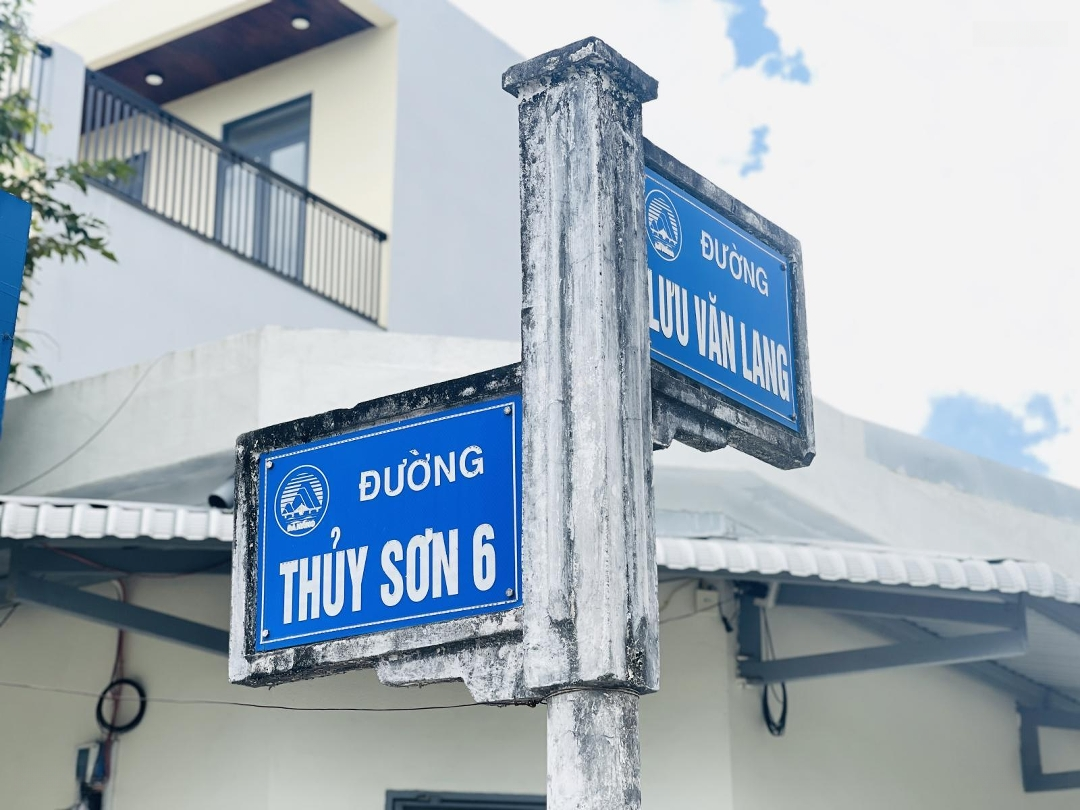 ĐƯỜNG
THỦY SƠN 6
ĐƯỜNG
LƯU VĂN LANG